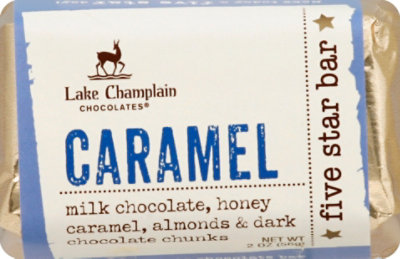 Lake Champlain
CHOCOLATES®
CARAMEL
milk chocolate, honey
caramel, almonds & dark
chocolate chunks
NET WT
2 OZ (56g)
★ five star bar ★